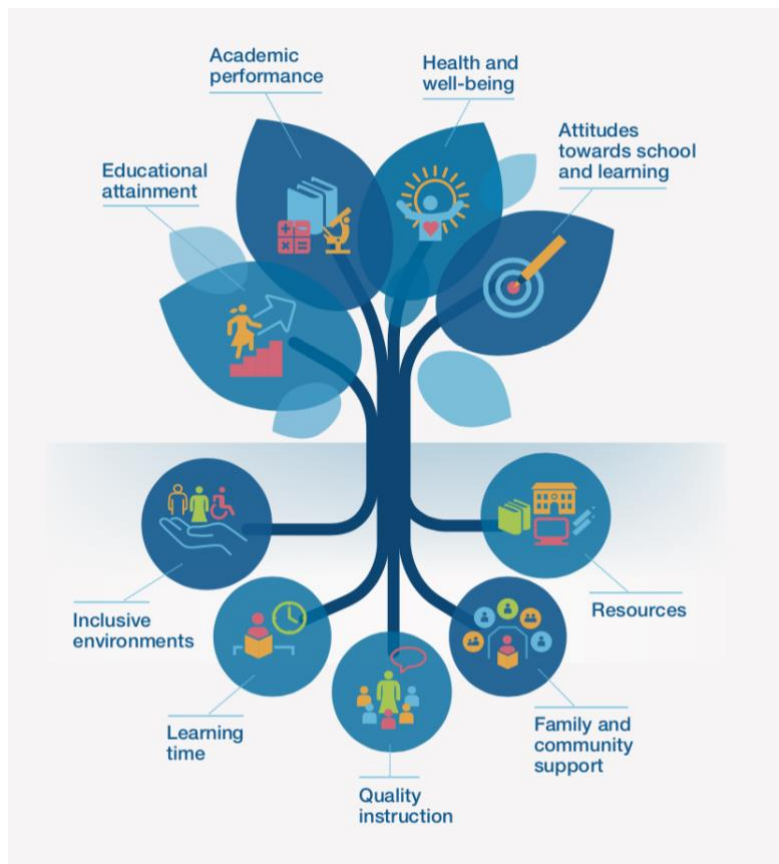 Academic
performance
Health and
well-being
Attitudes
towards school
and learning
Educational
attainment
Inclusive
environments
Resources
Learning
time
Family and
community
support
Quality
instruction